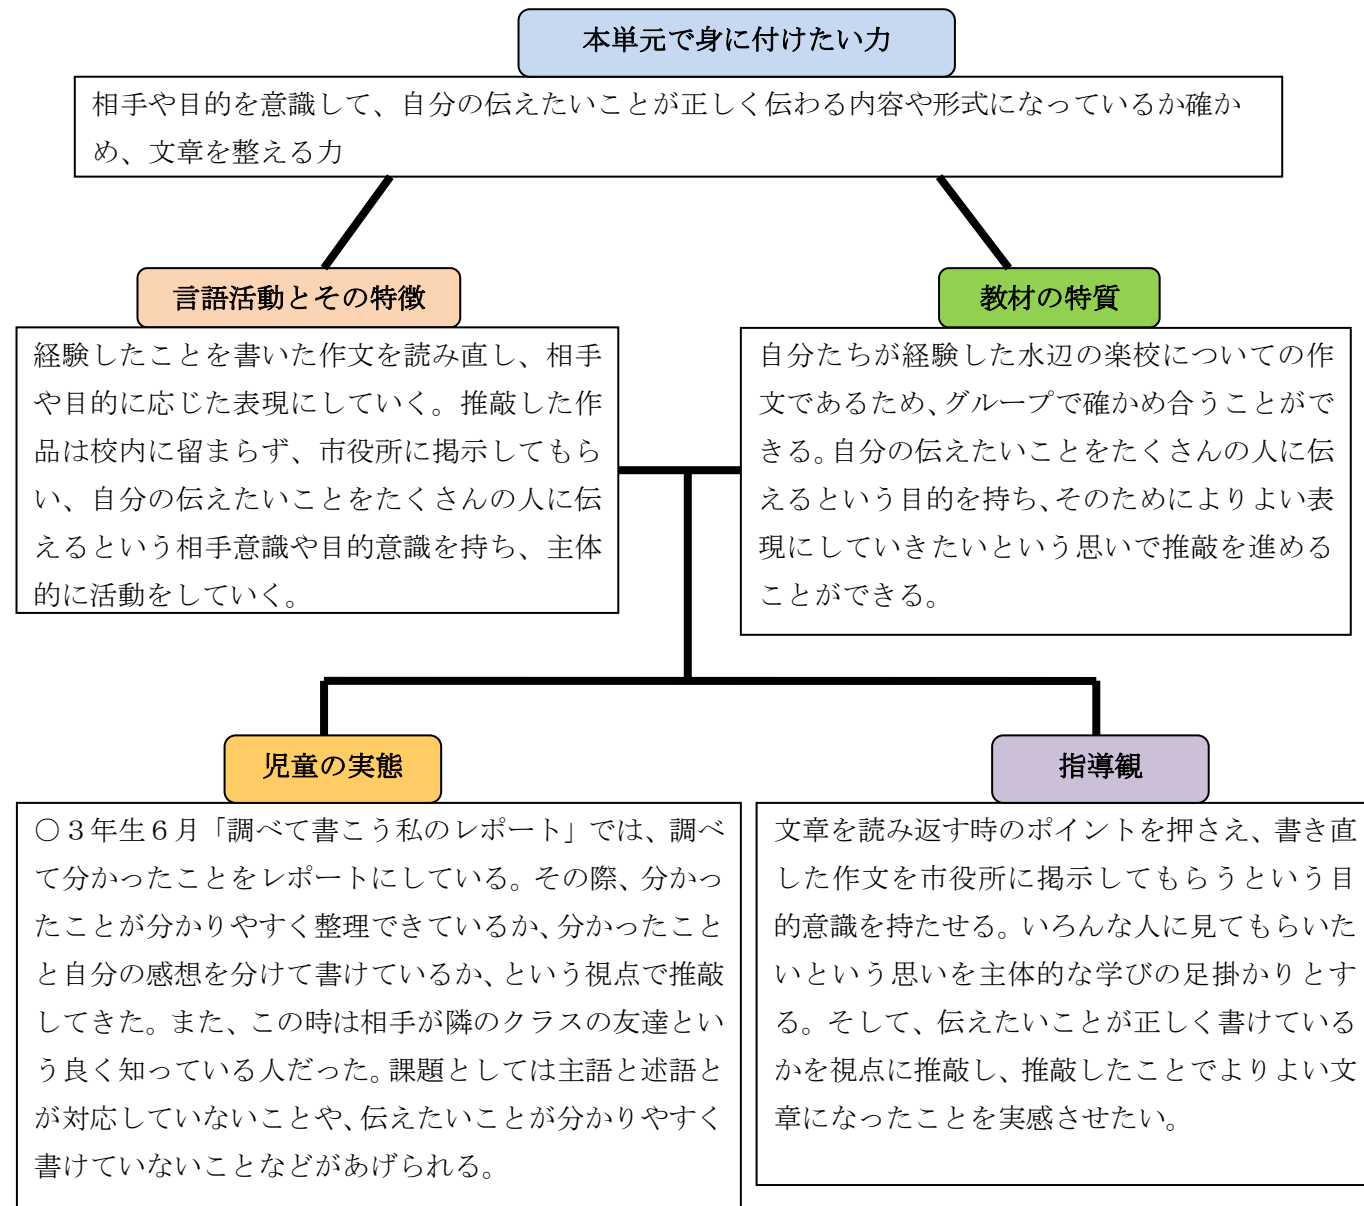 本単元で身に付けたい力
相手や目的を意識して、自分の伝えたいことが正しく伝わる内容や形式になっているか確か
め、文章を整える力
言語活動とその特徴
経験したことを書いた作文を読み直し、相手
や目的に応じた表現にしていく。推敲した作
品は校内に留まらず、市役所に掲示してもら
い、自分の伝えたいことをたくさんの人に伝
えるという相手意識や目的意識を持ち、主体
的に活動をしていく。
教材の特質
自分たちが経験した水辺の楽校についての作
文であるため、グループで確かめ合うことがで
きる。自分の伝えたいことをたくさんの人に伝
えるという目的を持ち、そのためによりよい表
現にしていきたいという思いで推敲を進める
ことができる。
児童の実態
〇３年生６月「調べて書こう私のレポート」では、調べ
て分かったことをレポートにしている。その際、分かっ
たことが分かりやすく整理できているか、分かったこと
と自分の感想を分けて書けているか、という視点で推敲
してきた。また、この時は相手が隣のクラスの友達とい
う良く知っている人だった。課題としては主語と述語と
が対応していないことや、伝えたいことが分かりやすく
書けていないことなどがあげられる。
指導観
文章を読み返す時のポイントを押さえ、書き直
した作文を市役所に掲示してもらうという目
的意識を持たせる。いろんな人に見てもらいた
いという思いを主体的な学びの足掛かりとす
る。そして、伝えたいことが正しく書けている
かを視点に推敲し、推敲したことでよりよい文
章になったことを実感させたい。